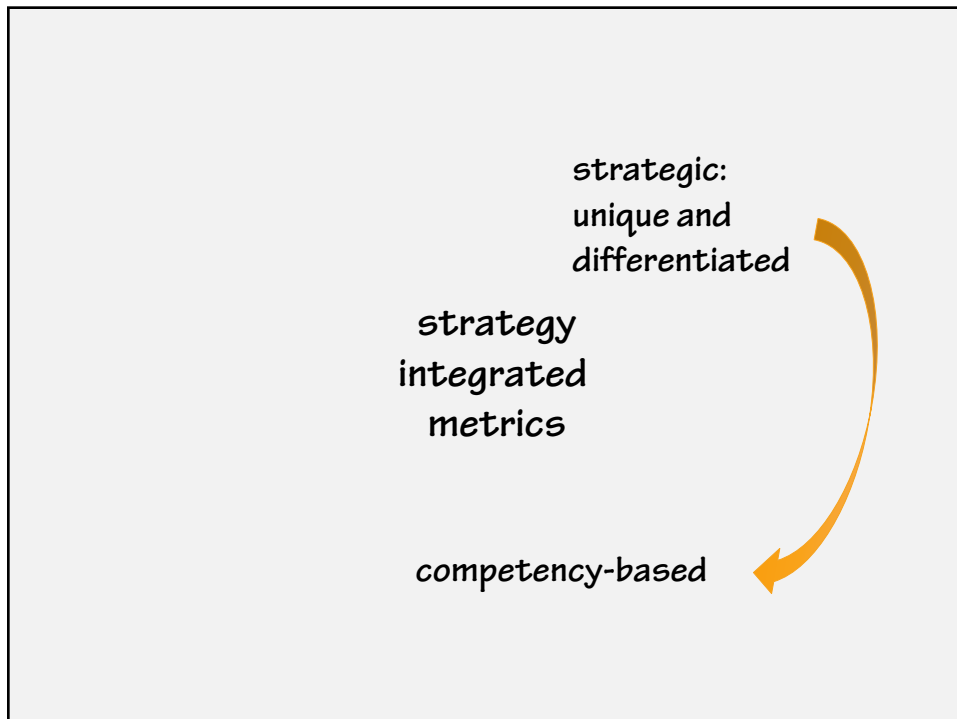 strategic:
unique and
differentiated
strategy
integrated
metrics
competency-based